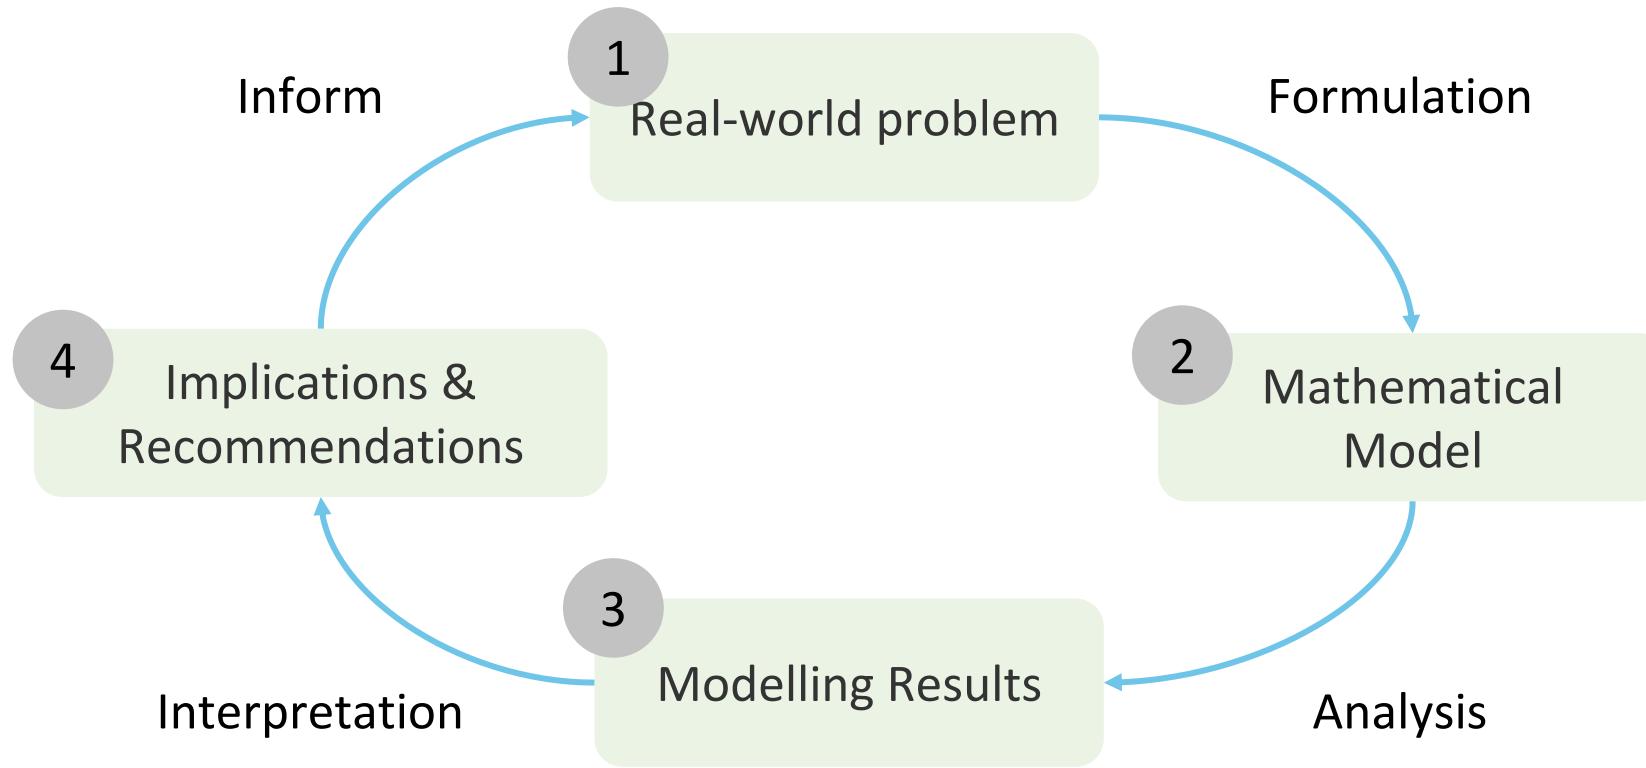 1
Real-world problem
Formulation
2
Mathematical
Model
Analysis
3
Modelling Results
Interpretation
4
Implications &
Recommendations
Inform